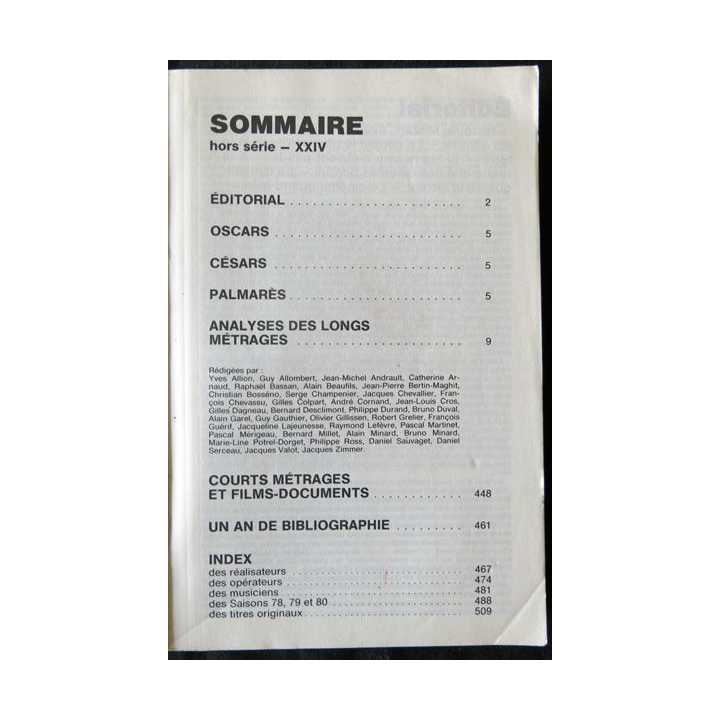 SOMMAIRE
hors série – XXIV
ÉDITORIAL . . . . . . . . . . . . . . . . . . . . . . . . 2
OSCARS . . . . . . . . . . . . . . . . . . . . . . . . . . 5
CÉSARS . . . . . . . . . . . . . . . . . . . . . . . . . . 5
PALMARÈS . . . . . . . . . . . . . . . . . . . . . . . . 5
ANALYSES DES LONGS
MÉTRAGES . . . . . . . . . . . . . . . . . . . . . . . 9
Rédigées par :
Yves Allion, Guy Allombert, Jean-Michel Andrault, Catherine Ar-
naud, Raphaël Bassan, Alain Beaufils, Jean-Pierre Bertin-Maghit,
Christian Bosséno, Serge Champenier, Jacques Chevallier, Fran-
çois Chevassu, Gilles Colpart, André Cornand, Jean-Louis Cros,
Gilles Dagneau, Bernard Desclimont, Philippe Durand, Bruno Duval,
Alain Garel, Guy Gauthier, Olivier Gillissen, Robert Grelier, François
Guérif, Jacqueline Lajeunesse, Raymond Lefèvre, Pascal Martinet,
Pascal Mérigeau, Bernard Millet, Alain Minard, Bruno Minard,
Marie-Line Potrel-Dorget, Philippe Ross, Daniel Sauvaget, Daniel
Serceau, Jacques Valot, Jacques Zimmer.
COURTS MÉTRAGES
ET FILMS-DOCUMENTS . . . . . . . . . . . . 448
UN AN DE BIBLIOGRAPHIE . . . . . . . . . 461
INDEX
des réalisateurs . . . . . . . . . . . . . . . . . . . . . . . 467
des opérateurs . . . . . . . . . . . . . . . . . . . . . . . . 474
des musiciens . . . . . . . . . . . . . . . . . . . . . . . . 481
des Saisons 78, 79 et 80 . . . . . . . . . . . . . . . . . 488
des titres originaux . . . . . . . . . . . . . . . . . . . . . 509